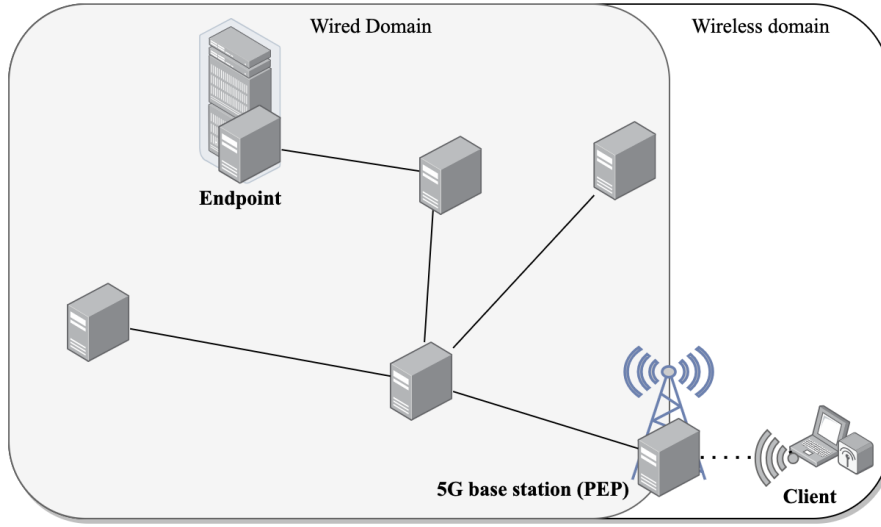 Wired Domain
Wireless domain
Endpoint
5G base station (PEP)
Client